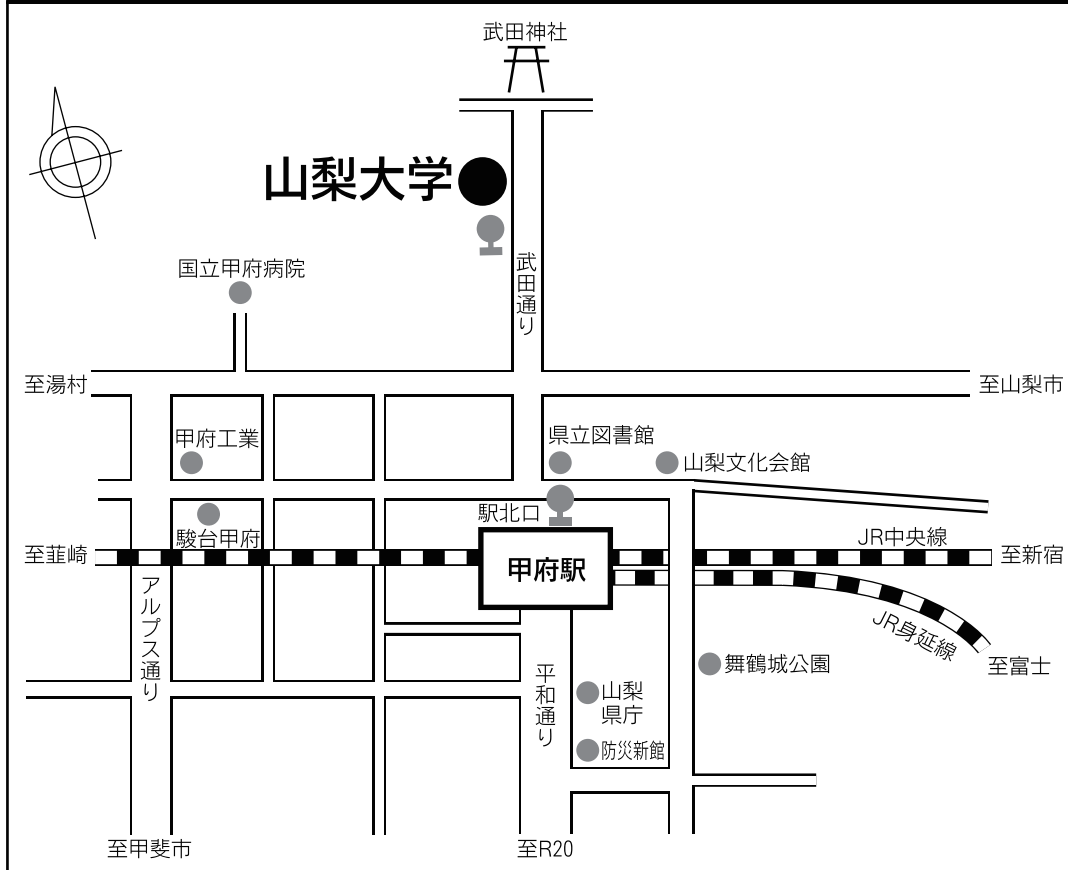 武田神社
山梨大学
武田通り
国立甲府病院
至湯村
至山梨市
甲府工業
県立図書館
山梨文化会館
駅北口
駿台甲府
至韮崎
甲府駅
JR中央線
至新宿
アルプス通り
JR身延線
至富士
舞鶴城公園
平和通り
山梨
県庁
防災新館
至甲斐市
至R20